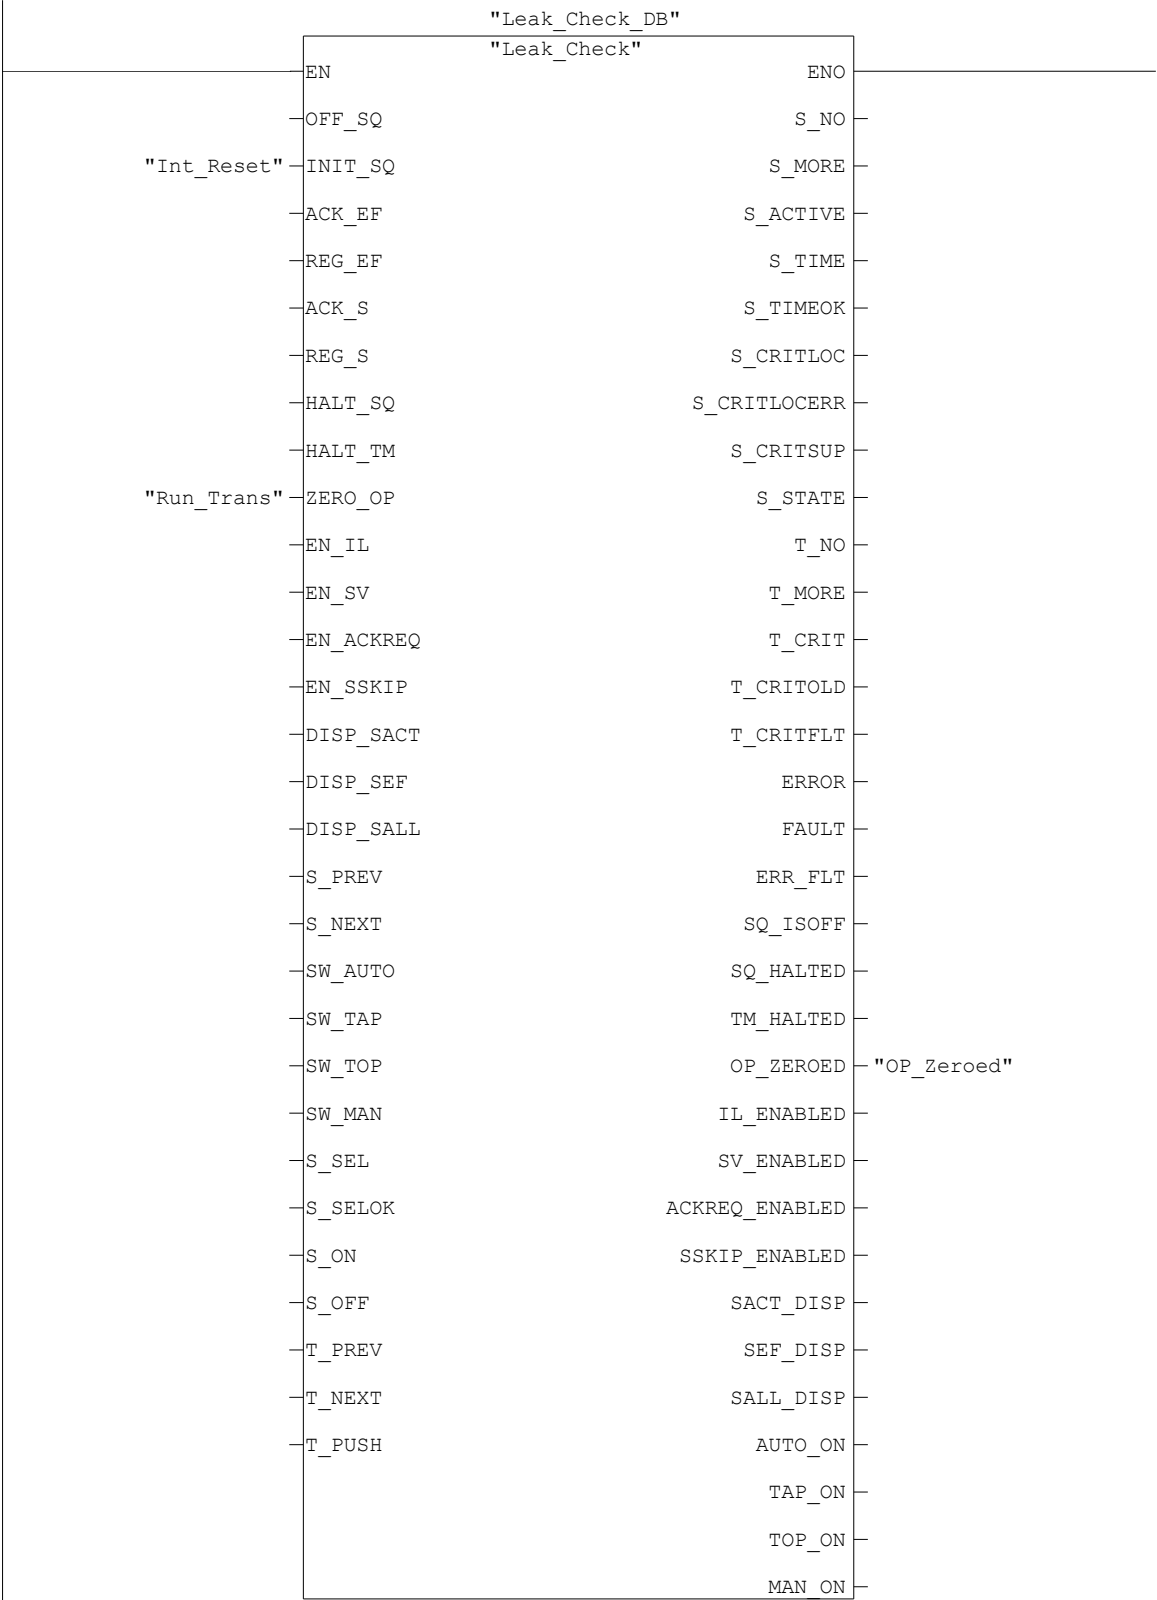 "Leak_Check_DB"
"Leak_Check"
EN ENO
OFF_SQ S_NO
"Int_Reset" INIT_SQ S_MORE
ACK_EF S_ACTIVE
REG_EF S_TIME
ACK_S S_TIMEOK
REG_S S_CRITLOC
HALT_SQ S_CRITLOCERR
HALT_TM S_CRITSUP
"Run_Trans" ZERO_OP S_STATE
EN_IL T_NO
EN_SV T_MORE
EN_ACKREQ T_CRIT
EN_SSKIP T_CRITOLD
DISP_SACT T_CRITFLT
DISP_SEF ERROR
DISP_SALL FAULT
S_PREV ERR_FLT
S_NEXT SQ_ISOFF
SW_AUTO SQ_HALTED
SW_TAP TM_HALTED
SW_TOP OP_ZEROED "OP_Zeroed"
SW_MAN IL_ENABLED
S_SEL SV_ENABLED
S_SELOK ACKREQ_ENABLED
S_ON SSKIP_ENABLED
S_OFF SACT_DISP
T_PREV SEF_DISP
T_NEXT SALL_DISP
T_PUSH AUTO_ON
TAP_ON
TOP_ON
MAN_ON